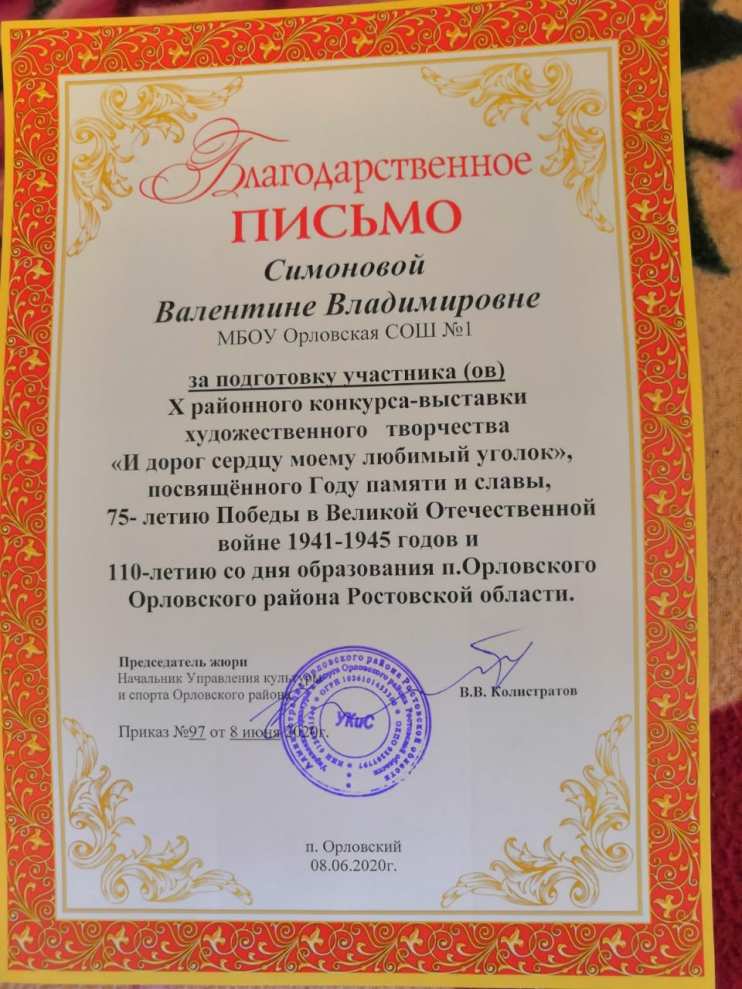 Благодарственное
ПИСЬМО
Симоновой
Валентине Владимировне
МБОУ Орловская СОШ №1
за подготовку участника (ов)
X районного конкурса-выставки
художественного творчества
«И дорог сердцу моему любимый уголок»,
посвящённого Году памяти и славы,
75- летию Победы в Великой Отечественной
войне 1941-1945 годов и
110-летию со дня образования п.Орловского
Орловского района Ростовской области.
Председатель жюри
Начальник Управления культуры
и спорта Орловского района
В.В. Колистратов
Приказ №97 от 8 июня 2020г.
УКиС
п. Орловский
08.06.2020г.